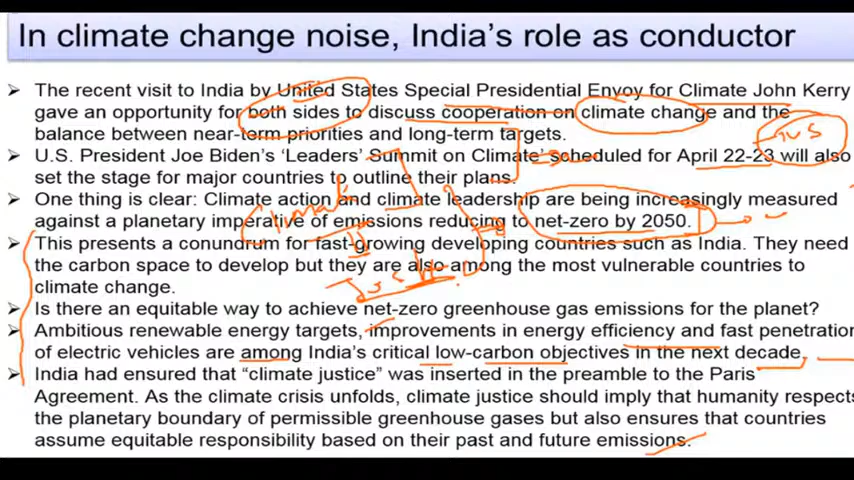 In climate change noise, India's role as conductor
➢ The recent visit to India by United States Special Presidential Envoy for Climate John Kerry
gave an opportunity for both sides to discuss cooperation on climate change and the
balance between near-term priorities and long-term targets.
➢ U.S. President Joe Biden's 'Leaders' Summit on Climate' scheduled for April 22-23 will also
set the stage for major countries to outline their plans.
➢ One thing is clear: Climate action and climate leadership are being increasingly measured
against a planetary imperative of emissions reducing to net-zero by 2050.
➢ This presents a conundrum for fast-growing developing countries such as India. They need
the carbon space to develop but they are also among the most vulnerable countries to
climate change.
➢ Is there an equitable way to achieve net-zero greenhouse gas emissions for the planet?
➢ Ambitious renewable energy targets, improvements in energy efficiency and fast penetration
of electric vehicles are among India's critical low-carbon objectives in the next decade,
➢ India had ensured that "climate justice" was inserted in the preamble to the Paris
Agreement. As the climate crisis unfolds, climate justice should imply that humanity respects
the planetary boundary of permissible greenhouse gases but also ensures that countries
assume equitable responsibility based on their past and future emissions.
Climate